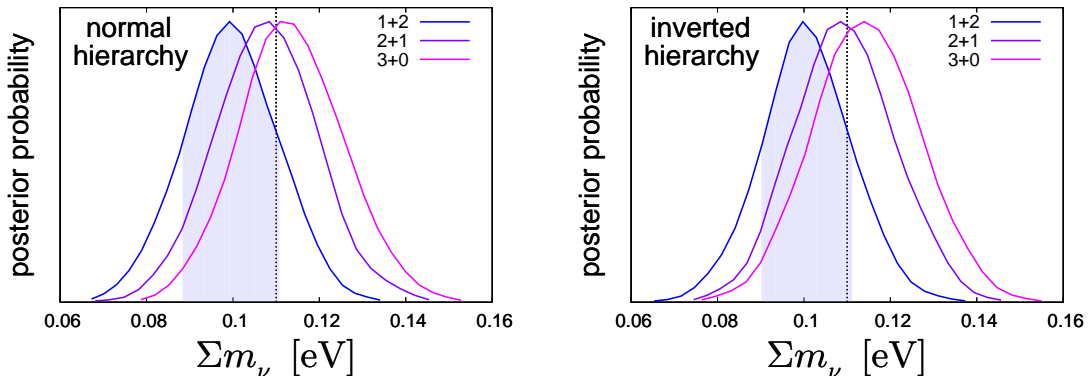 normal
hierarchy
1+2
2+1
3+0
posterior probability
0.06 0.08 0.1 0.12 0.14 0.16
Σm_ν [eV]
inverted
hierarchy
1+2
2+1
3+0
posterior probability
0.06 0.08 0.1 0.12 0.14 0.16
Σm_ν [eV]